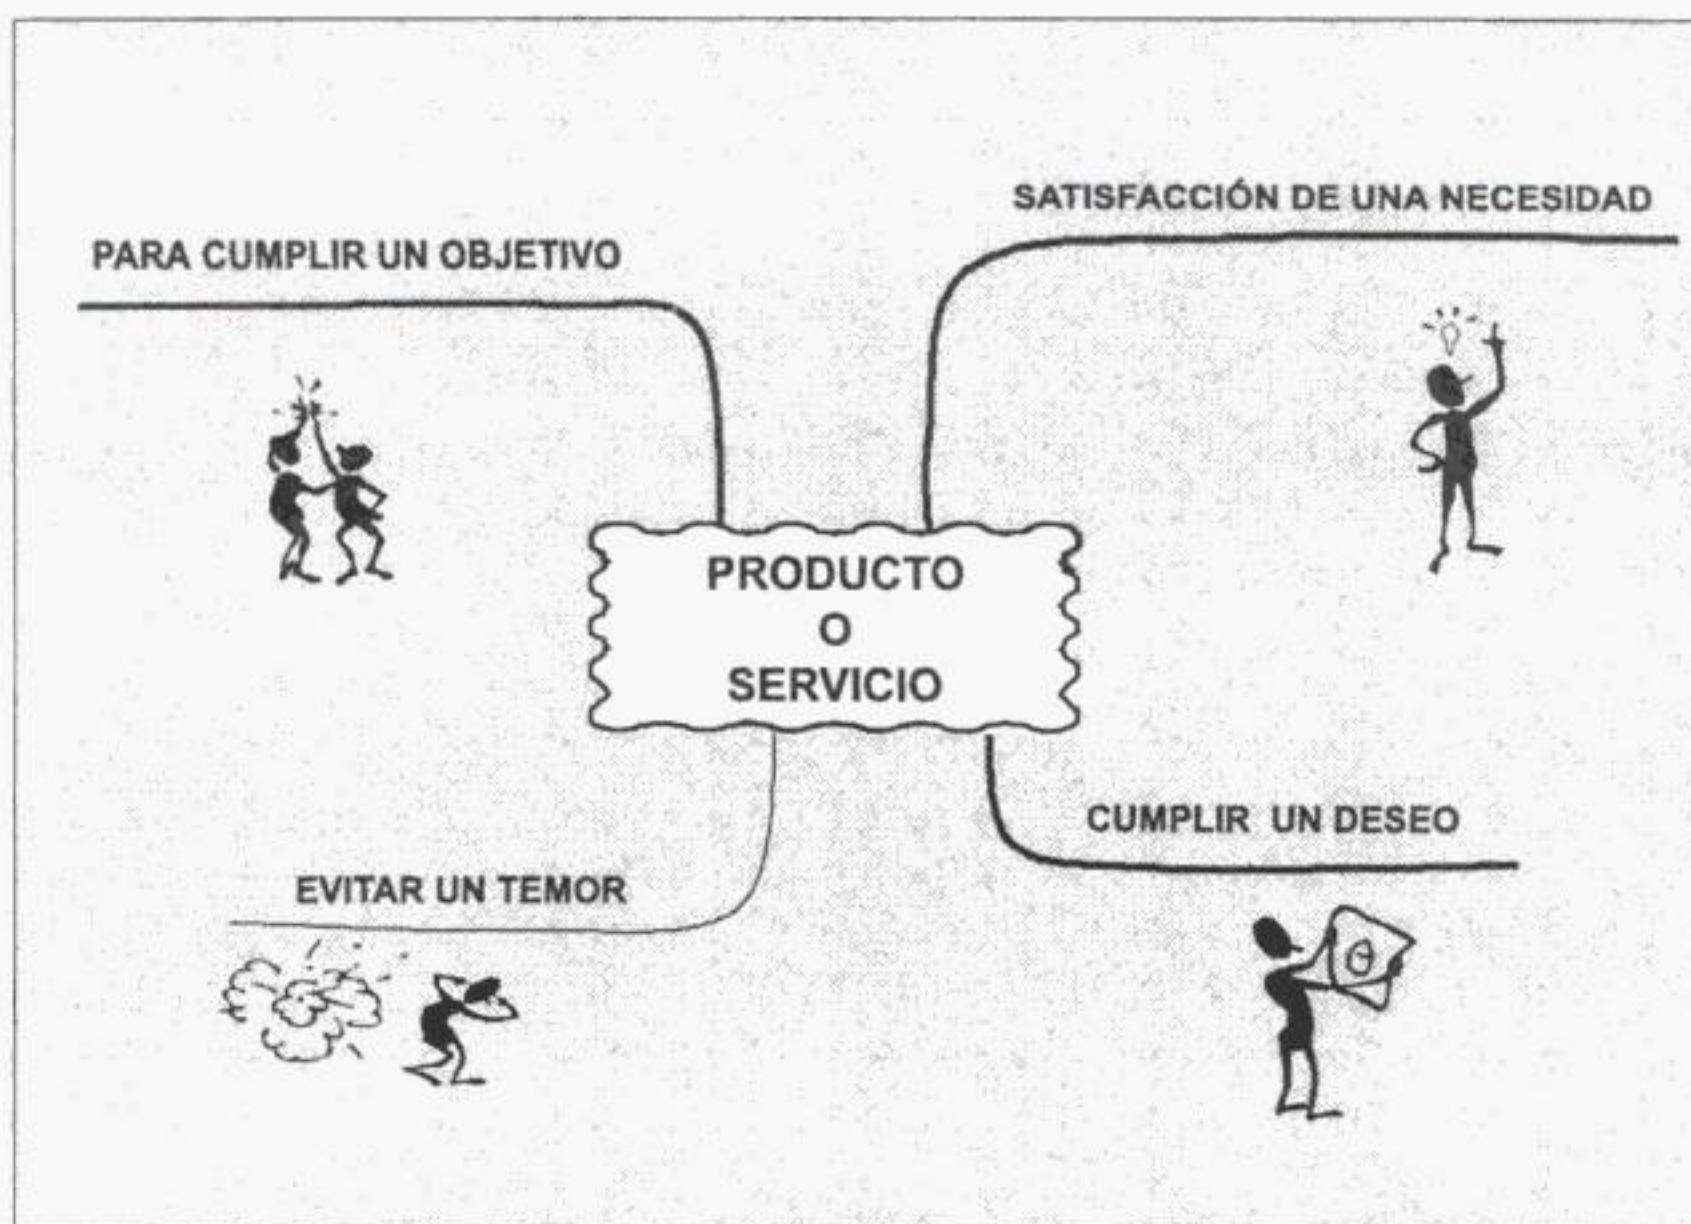 SATISFACCIÓN DE UNA NECESIDAD
PARA CUMPLIR UN OBJETIVO
PRODUCTO
O
SERVICIO
CUMPLIR UN DESEO
EVITAR UN TEMOR